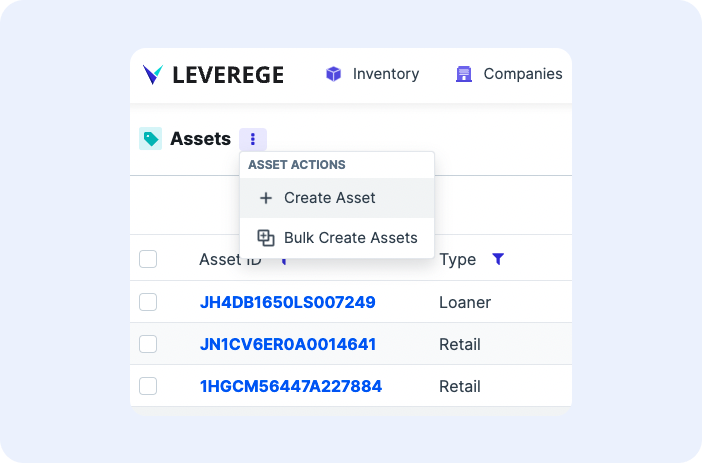 LEVEREGE Inventory Companies
Assets
ASSET ACTIONS
Create Asset
Bulk Create Assets
Asset ID Type
JH4DB1650LS007249 Loaner
JN1CV6ER0A0014641 Retail
1HGCM56447A227884 Retail